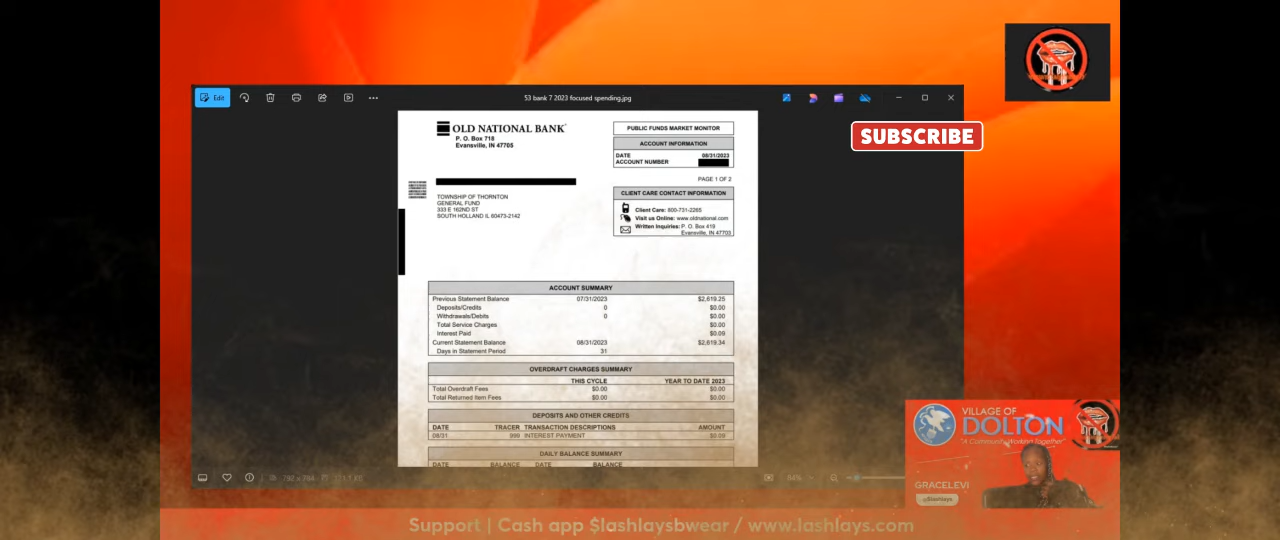 Edit
53 bank 7 2023 focused spending.jpg
SUBSCRIBE
OLD NATIONAL BANK
P. O. Box 718
Evansville, IN 47705
PUBLIC FUNDS MARKET MONITOR
ACCOUNT INFORMATION
DATE 08/31/2023
ACCOUNT NUMBER
PAGE 1 OF 2
CLIENT CARE CONTACT INFORMATION
Client Care: 800-731-2265
Visit us Online: www.oldnational.com
Written Inquiries: P. O. Box 419
Evansville, IN 47703
TOWNSHIP OF THORNTON
GENERAL FUND
333 E 162ND ST
SOUTH HOLLAND IL 60473-2142
ACCOUNT SUMMARY
Previous Statement Balance 07/31/2023 $2,619.25
Deposits/Credits 0 $0.00
Withdrawals/Debits 0 $0.00
Total Service Charges $0.00
Interest Paid $0.09
Current Statement Balance 08/31/2023 $2,619.34
Days in Statement Period 31
OVERDRAFT CHARGES SUMMARY
THIS CYCLE YEAR TO DATE 2023
Total Overdraft Fees $0.00 $0.00
Total Returned Item Fees $0.00 $0.00
DEPOSITS AND OTHER CREDITS
DATE TRACER TRANSACTION DESCRIPTIONS AMOUNT
08/31 999 INTEREST PAYMENT $0.09
DAILY BALANCE SUMMARY
DATE BALANCE DATE BALANCE
792 x 784
84%
VILLAGE OF
DOLTON
"A Community Working Together"
GRACELEVI
@Slashlays
Support | Cash app $lashlaysbwear / www.lashlays.com